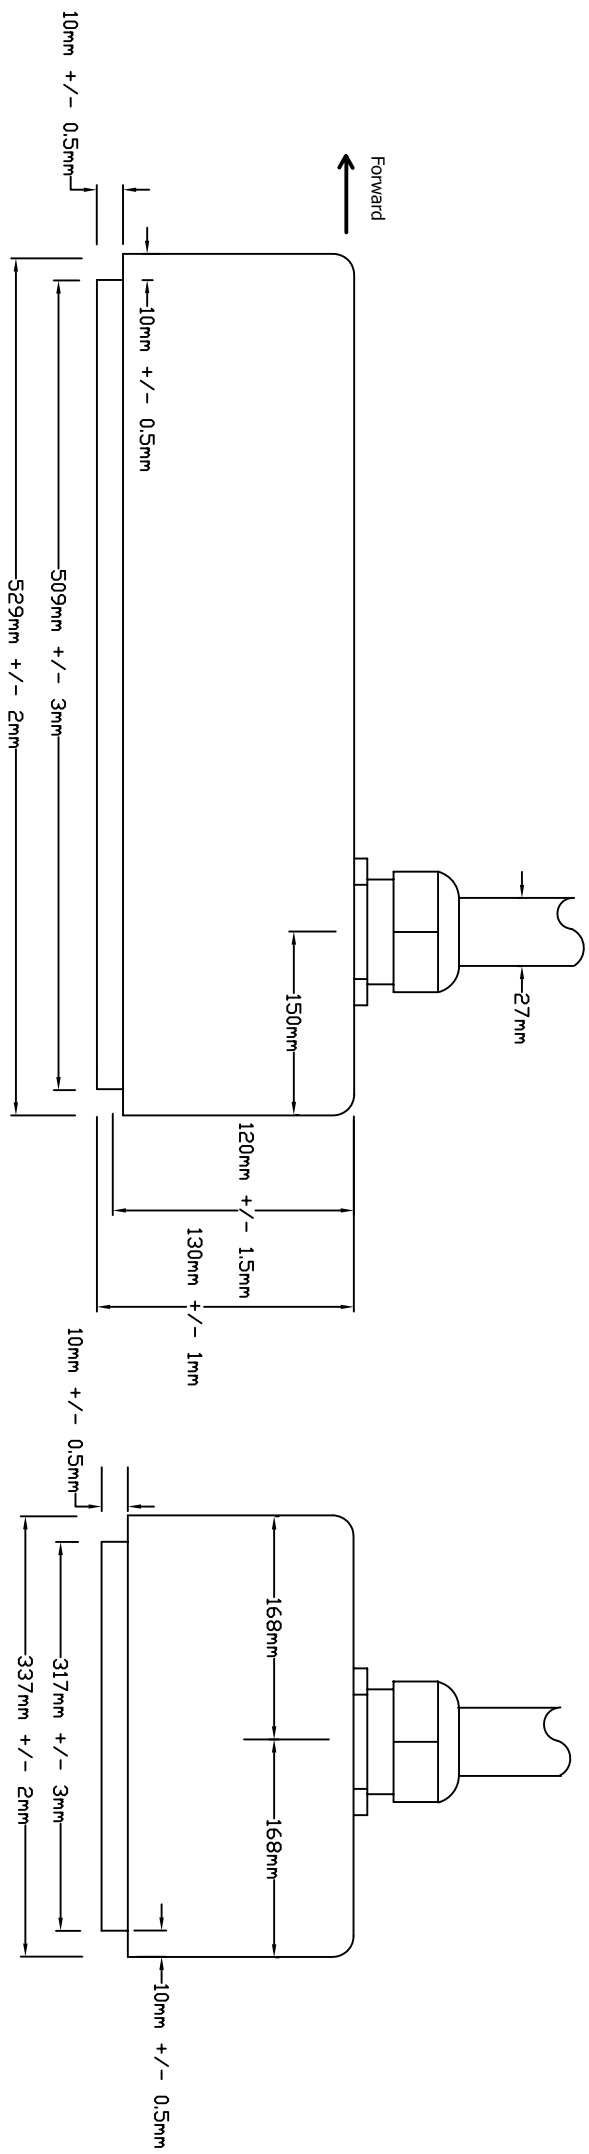 Forward
27mm
150mm
10mm +/- 0.5mm
10mm +/- 0.5mm
509mm +/- 3mm
529mm +/- 2mm
120mm +/- 1.5mm
130mm +/- 1mm
168mm
168mm
10mm +/- 0.5mm
10mm +/- 0.5mm
317mm +/- 3mm
337mm +/- 2mm